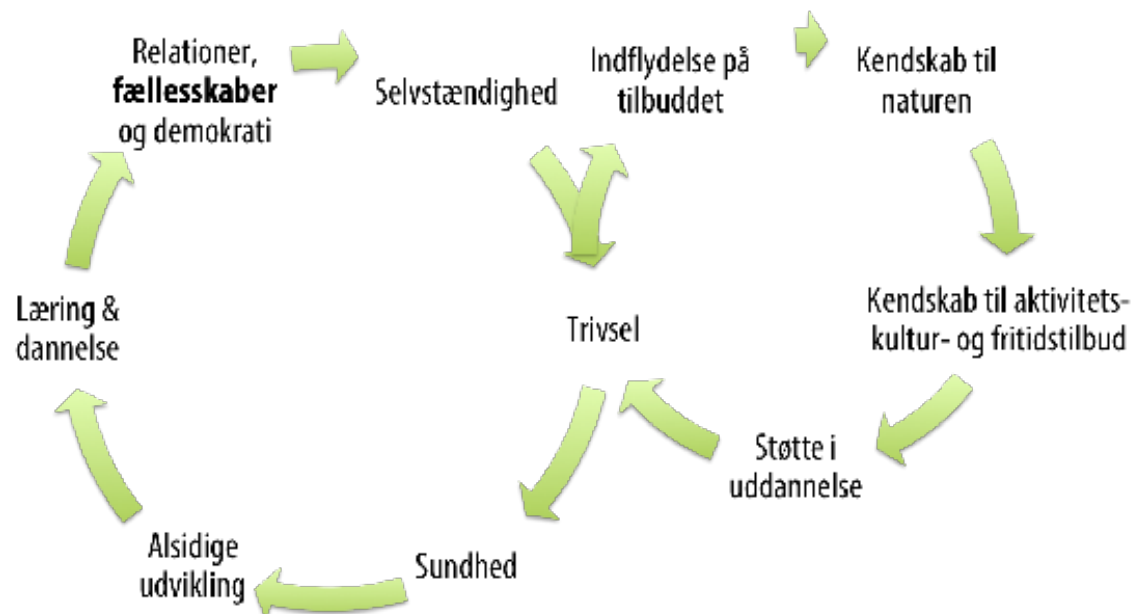 Relationer,
fællesskaber
og demokrati
Selvstændighed
Indflydelse på
tilbuddet
Kendskab til
naturen
Læring &
dannelse
Trivsel
Kendskab til aktivitets-
kultur- og fritidstilbud
Støtte i
uddannelse
Alsidige
udvikling
Sundhed